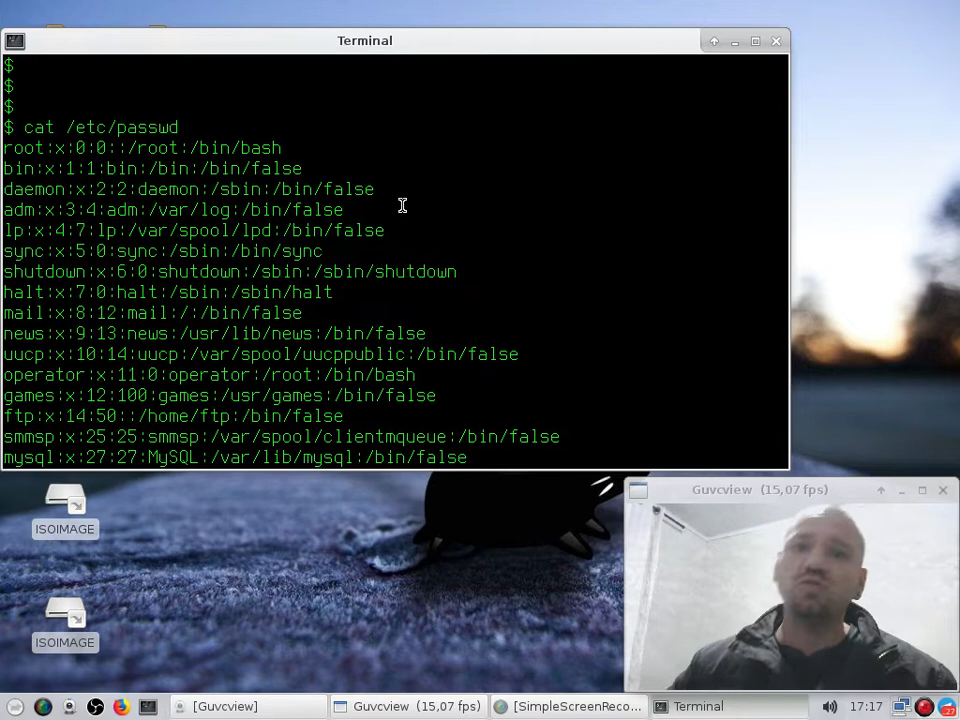 Terminal
$
$
$
$ cat /etc/passwd
root:x:0:0::/root:/bin/bash
bin:x:1:1:bin:/bin:/bin/false
daemon:x:2:2:daemon:/sbin:/bin/false
adm:x:3:4:adm:/var/log:/bin/false
lp:x:4:7:lp:/var/spool/lpd:/bin/false
sync:x:5:0:sync:/sbin:/bin/sync
shutdown:x:6:0:shutdown:/sbin:/sbin/shutdown
halt:x:7:0:halt:/sbin:/sbin/halt
mail:x:8:12:mail:/:/bin/false
news:x:9:13:news:/usr/lib/news:/bin/false
uucp:x:10:14:uucp:/var/spool/uucppublic:/bin/false
operator:x:11:0:operator:/root:/bin/bash
games:x:12:100:games:/usr/games:/bin/false
ftp:x:14:50::/home/ftp:/bin/false
smmsp:x:25:25:smmsp:/var/spool/clientmqueue:/bin/false
mysql:x:27:27:MySQL:/var/lib/mysql:/bin/false
Guvcview (15,07 fps)
ISOIMAGE
ISOIMAGE
[Guvcview]
Guvcview (15,07 fps)
[SimpleScreenReco...
Terminal
17:17
27